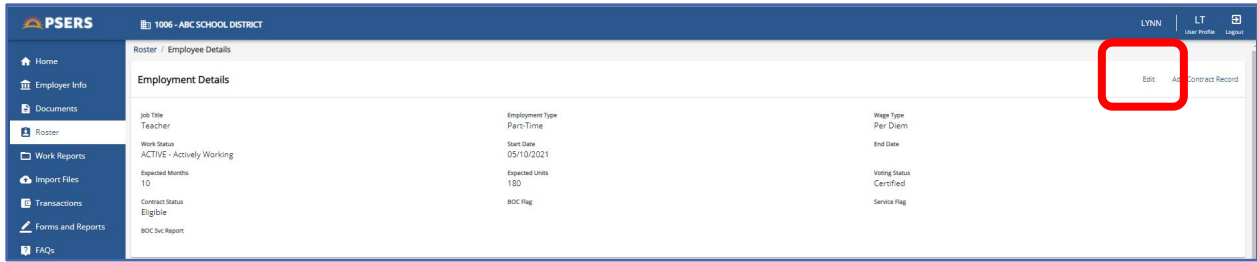 PSERS
1006 - ABC SCHOOL DISTRICT
LYNN
LT
User Profile
Logout
Home
Employer Info
Documents
Roster
Work Reports
Import Files
Transactions
Forms and Reports
FAQs
Roster / Employee Details
Employment Details
Edit
Contract Record
Job Title
Teacher
Employment Type
Part-Time
Wage Type
Per Diem
Work Status
ACTIVE - Actively Working
Start Date
05/10/2021
End Date
Expected Months
10
Expected Units
180
Voting Status
Certified
Contract Status
Eligible
BOC Flag
Service Flag
BOC Svc Report